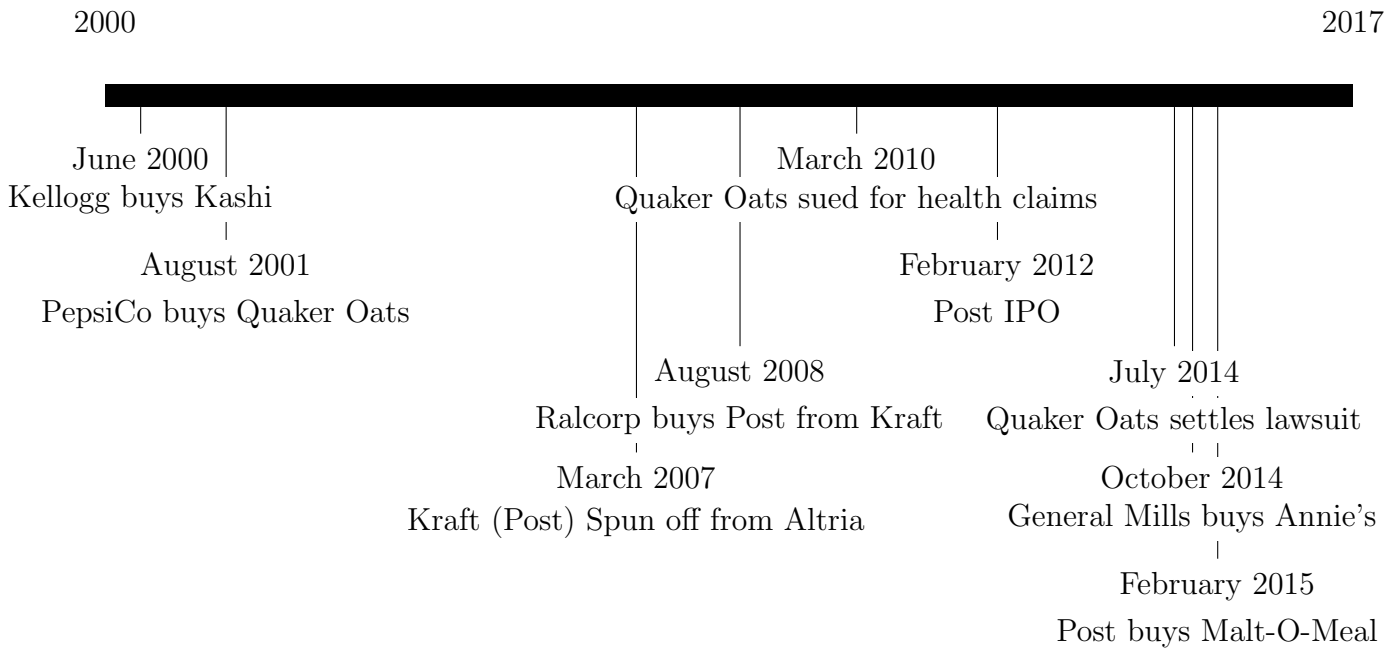 2000
2017
June 2000
Kellogg buys Kashi
August 2001
PepsiCo buys Quaker Oats
March 2007
Kraft (Post) Spun off from Altria
August 2008
Ralcorp buys Post from Kraft
March 2010
Quaker Oats sued for health claims
February 2012
Post IPO
July 2014
Quaker Oats settles lawsuit
October 2014
General Mills buys Annie's
February 2015
Post buys Malt-O-Meal